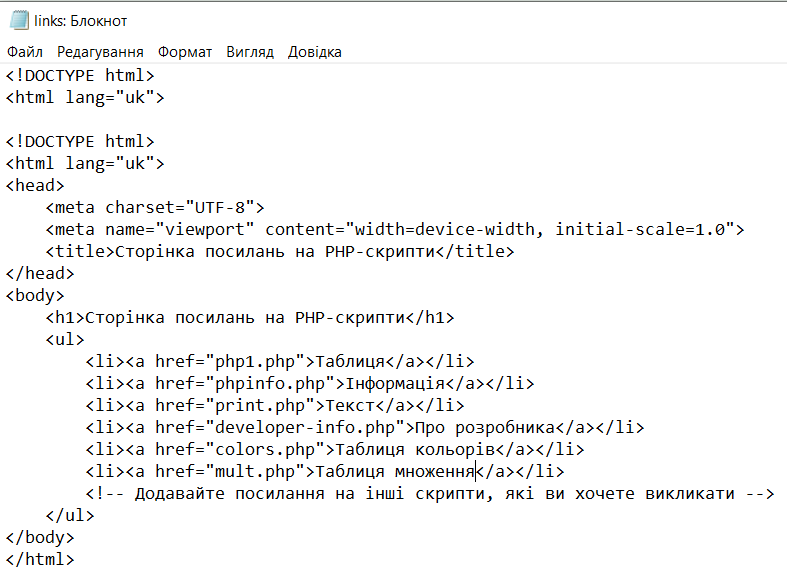 links: Блокнот
Файл Редагування Формат Вигляд Довідка
<!DOCTYPE html>
<html lang="uk">

<!DOCTYPE html>
<html lang="uk">
<head>
    <meta charset="UTF-8">
    <meta name="viewport" content="width=device-width, initial-scale=1.0">
    <title>Сторінка посилань на PHP-скрипти</title>
</head>
<body>
    <h1>Сторінка посилань на PHP-скрипти</h1>
    <ul>
        <li><a href="php1.php">Таблиця</a></li>
        <li><a href="phpinfo.php">Інформація</a></li>
        <li><a href="print.php">Текст</a></li>
        <li><a href="developer-info.php">Про розробника</a></li>
        <li><a href="colors.php">Таблиця кольорів</a></li>
        <li><a href="mult.php">Таблиця множення</a></li>
        <!-- Додавайте посилання на інші скрипти, які ви хочете викликати -->
    </ul>
</body>
</html>